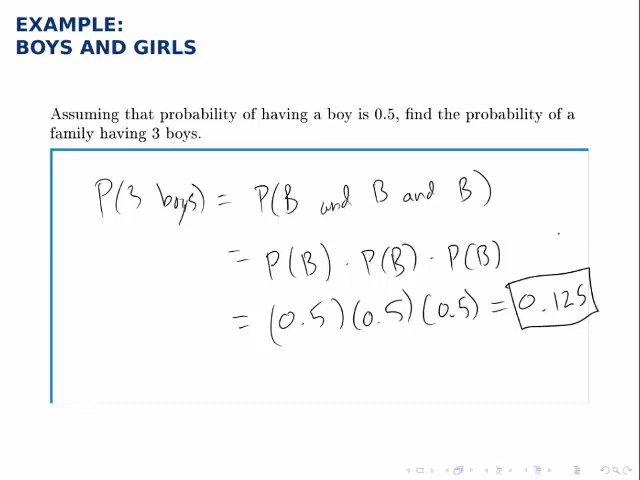 EXAMPLE:
BOYS AND GIRLS
Assuming that probability of having a boy is 0.5, find the probability of a
family having 3 boys.
P(3 boys) = P(B and B and B)
= P(B) · P(B) · P(B)
= (0.5)(0.5)(0.5) = 0.125